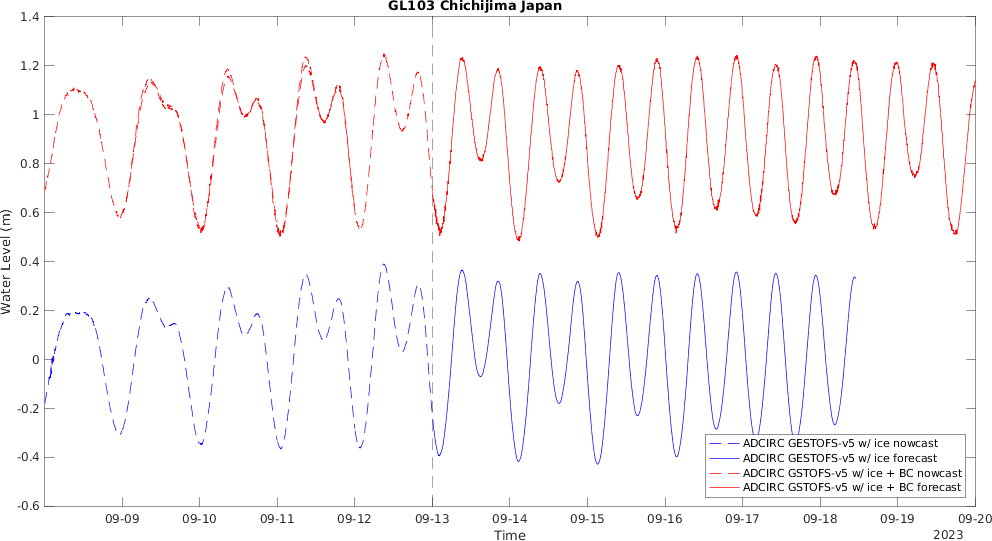 GL103 Chichijima Japan
1.4
1.2
1
0.8
0.6
0.4
0.2
0
-0.2
-0.4
-0.6
Water Level (m)
ADCIRC GESTOFS-v5 w/ ice nowcast
ADCIRC GESTOFS-v5 w/ ice forecast
ADCIRC GSTOFS-v5 w/ ice + BC nowcast
ADCIRC GSTOFS-v5 w/ ice + BC forecast
09-09 09-10 09-11 09-12 09-13 09-14 09-15 09-16 09-17 09-18 09-19 09-20
Time
2023